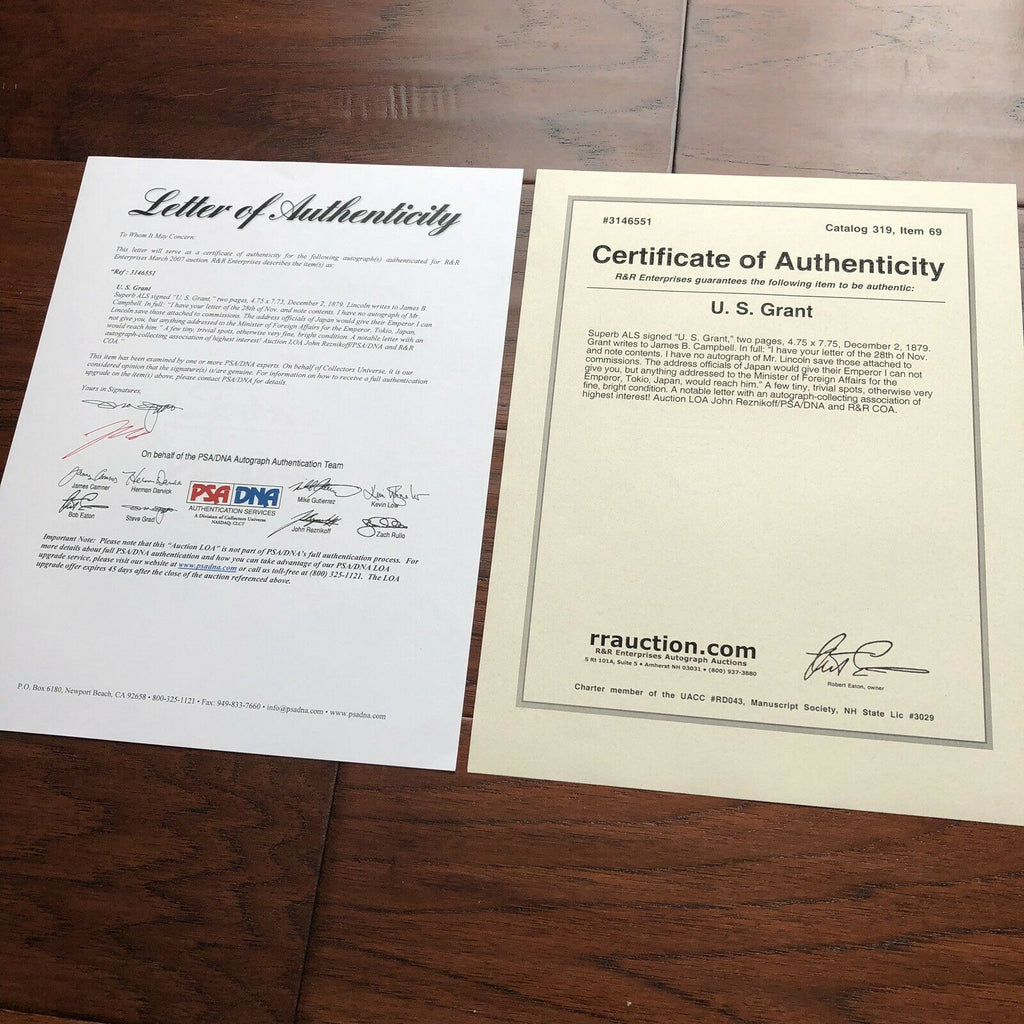 Letter of Authenticity
To Whom It May Concern:
This letter will serve as a certificate of authenticity for the following autograph(s) authenticated for R&R
Enterprises March 2007 auction. R&R Enterprises describes the item(s) as:
"Ref : 3146551
U. S. Grant
Superb ALS signed "U. S. Grant," two pages, 4.75 x 7.75, December 2, 1879. Lincoln writes to James B.
Campbell. In full: "I have your letter of the 28th of Nov. and note contents. I have no autograph of Mr.
Lincoln save those attached to commissions. The address officials of Japan would give their Emperor I can
not give you, but anything addressed to the Minister of Foreign Affairs for the Emperor, Tokio, Japan,
would reach him." A few tiny, trivial spots, otherwise very fine, bright condition. A notable letter with an
autograph-collecting association of highest interest! Auction LOA John Reznikoff/PSA/DNA and R&R
COA."
This item has been examined by one or more PSA/DNA experts. On behalf of Collectors Universe, it is our
considered opinion that the signature(s) is/are genuine. For information on how to receive a full authentication
upgrade on the item(s) above, please contact PSA/DNA for details.
Yours in Signatures,
On behalf of the PSA/DNA Autograph Authentication Team
James Camner
Herman Darvick
Bob Eaton
Steve Grad
PSA DNA
AUTHENTICATION SERVICES
A Division of Collectors Universe
NASDAQ: CLCT
Mike Gutierrez
Kevin Loe
John Reznikoff
Zach Rullo
Important Note: Please note that this "Auction LOA" is not part of PSA/DNA's full authentication process. For
more details about full PSA/DNA authentication and how you can take advantage of our PSA/DNA LOA
upgrade service, please visit our website at www.psadna.com or call us toll-free at (800) 325-1121. The LOA
upgrade offer expires 45 days after the close of the auction referenced above.
P.O. Box 6180, Newport Beach, CA 92658 • 800-325-1121 • Fax: 949-833-7660 • info@psadna.com • www.psadna.com
#3146551
Catalog 319, Item 69
Certificate of Authenticity
R&R Enterprises guarantees the following item to be authentic:
U. S. Grant
Superb ALS signed "U. S. Grant," two pages, 4.75 x 7.75, December 2, 1879.
Grant writes to James B. Campbell. In full: "I have your letter of the 28th of Nov.
and note contents. I have no autograph of Mr. Lincoln save those attached to
commissions. The address officials of Japan would give their Emperor I can not
give you, but anything addressed to the Minister of Foreign Affairs for the
Emperor, Tokio, Japan, would reach him." A few tiny, trivial spots, otherwise very
fine, bright condition. A notable letter with an autograph-collecting association of
highest interest! Auction LOA John Reznikoff/PSA/DNA and R&R COA.
rrauction.com
R&R Enterprises Autograph Auctions
5 Rt 101A, Suite 5 • Amherst NH 03031 • (800) 937-3880
Robert Eaton, owner
Charter member of the UACC #RD043, Manuscript Society, NH State Lic #3029